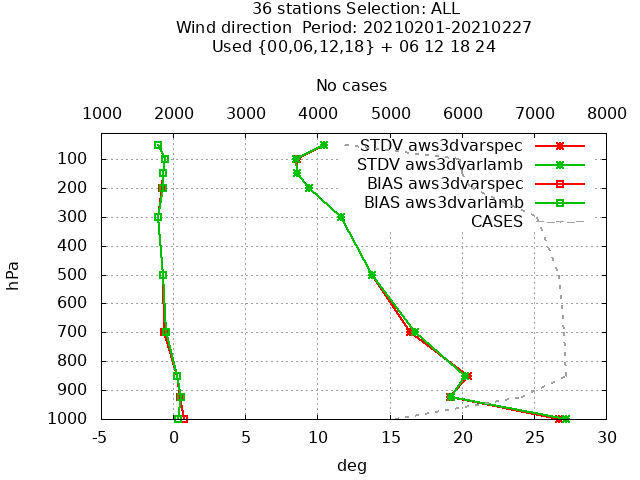 36 stations Selection: ALL
Wind direction  Period: 20210201-20210227
Used {00,06,12,18} + 06 12 18 24
No cases
1000 2000 3000 4000 5000 6000 7000 8000
STDV aws3dvarspec
STDV aws3dvarlamb
BIAS aws3dvarspec
BIAS aws3dvarlamb
CASES
hPa
100
200
300
400
500
600
700
800
900
1000
-5 0 5 10 15 20 25 30
deg